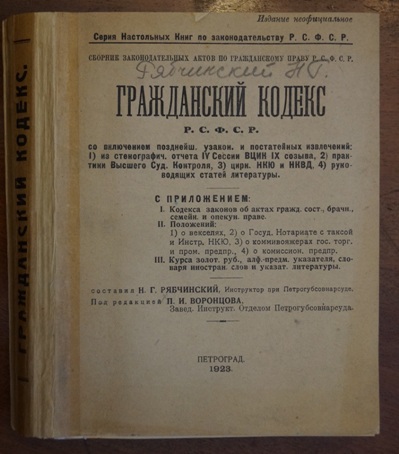 Издание неофициальное
Серия Настольных Книг по законодательству Р. С. Ф. С. Р.
СБОРНИК ЗАКОНОДАТЕЛЬНЫХ АКТОВ ПО ГРАЖДАНСКОМУ ПРАВУ Р. С. Ф. С. Р.
Рябчинский Н. Г.
ГРАЖДАНСКИЙ КОДЕКС
Р. С. Ф. С. Р.
со включением позднейш. узакон. и постатейных извлечений:
1) из стенографич. отчета IV Сессии ВЦИК IX созыва, 2) прак-
тики Высшего Суд. Контроля, 3) цирк. НКЮ и НКВД, 4) руко-
водящих статей литературы.
С ПРИЛОЖЕНИЕМ:
I. Кодекса законов об актах гражд. сост., брачн.,
семейн. и опекун. праве.
II. Положений:
1) о векселях, 2) о Госуд. Нотариате с таксой
и Инстр. НКЮ, 3) о коммивояжерах гос. торг.
и пром. предпр., 4) о комиссион. предпр.
III. Курса золот. руб., алф.-предм. указателя, сло-
варя иностран. слов и указат. литературы.
составил Н. Г. РЯБЧИНСКИЙ, Инструктор при Петрогубсовнарсуде.
Под редакцией П. И. ВОРОНЦОВА,
Завед. Инструкт. Отделом Петрогубсовнарсуда.
ПЕТРОГРАД.
1923.
ГРАЖДАНСКИЙ КОДЕКС.